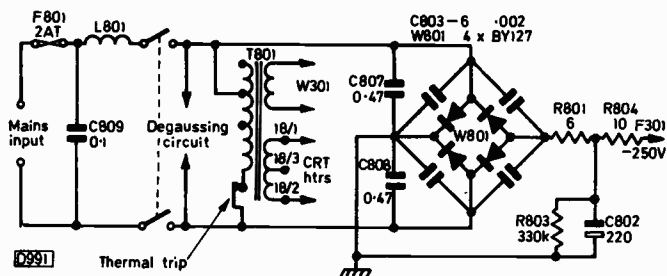 F801
2AT
L801
C803-6 .002
W801 4 x BY127
T801
W301
C807
0·47
Mains
input
C809
0·1
Degaussing
circuit
18/1
18/3
18/2
CRT
htrs
C808
0·47
W801
R801
6
R804
10
F301
-250V
R803
330k
C802
220
D991
Thermal trip